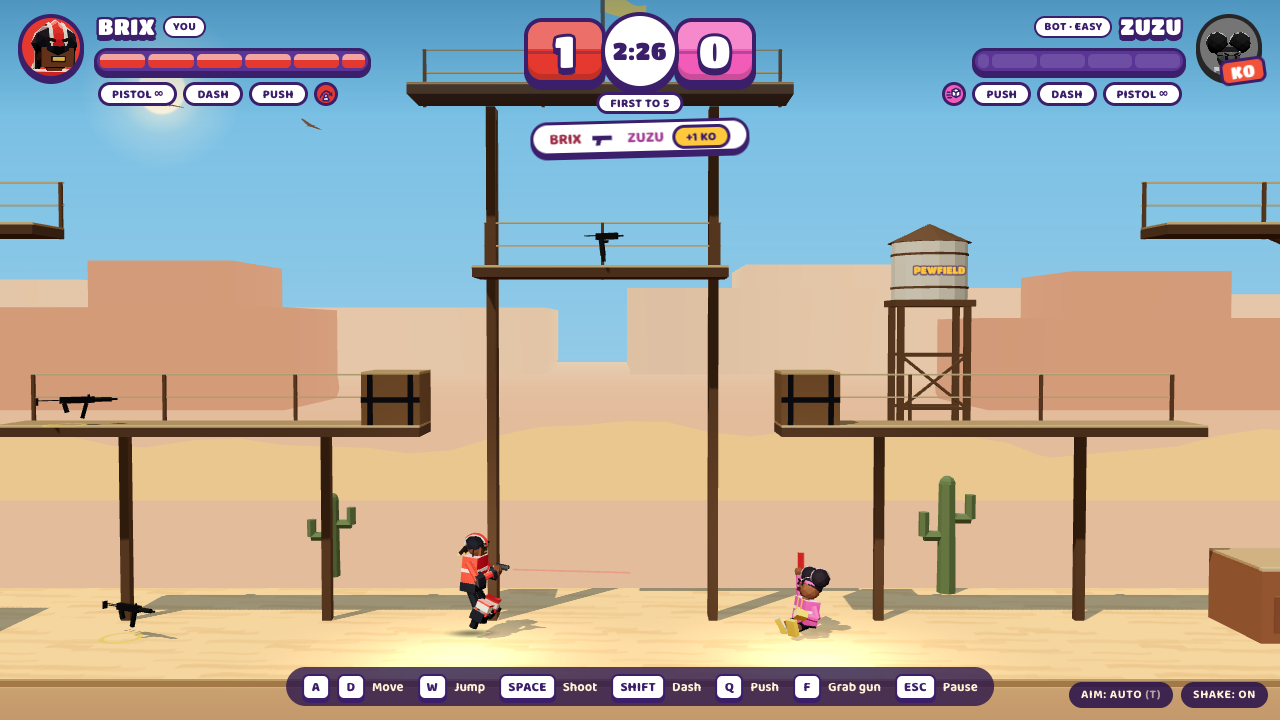 BRIX YOU
PISTOL ∞ DASH PUSH
1 2:26 0
FIRST TO 5
BRIX ZUZU +1 KO
BOT · EASY ZUZU
KO
PUSH DASH PISTOL ∞
PEWFIELD
A D Move W Jump SPACE Shoot SHIFT Dash Q Push F Grab gun ESC Pause
AIM: AUTO (T) SHAKE: ON